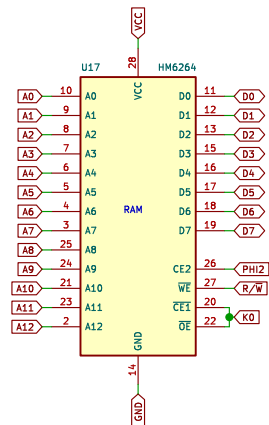 VCC
28
U17 HM6264
VCC
A0 10 A0 D0 11 D0
A1 9 A1 D1 12 D1
A2 8 A2 D2 13 D2
A3 7 A3 D3 15 D3
A4 6 A4 D4 16 D4
A5 5 A5 D5 17 D5
A6 4 A6 RAM D6 18 D6
A7 3 A7 D7 19 D7
A8 25 A8
A9 24 A9 CE2 26 PHI2
A10 21 A10 W̅E̅ 27 R/W̅
A11 23 A11 C̅E̅1̅ 20
K0
A12 2 A12 O̅E̅ 22
GND
14
GND